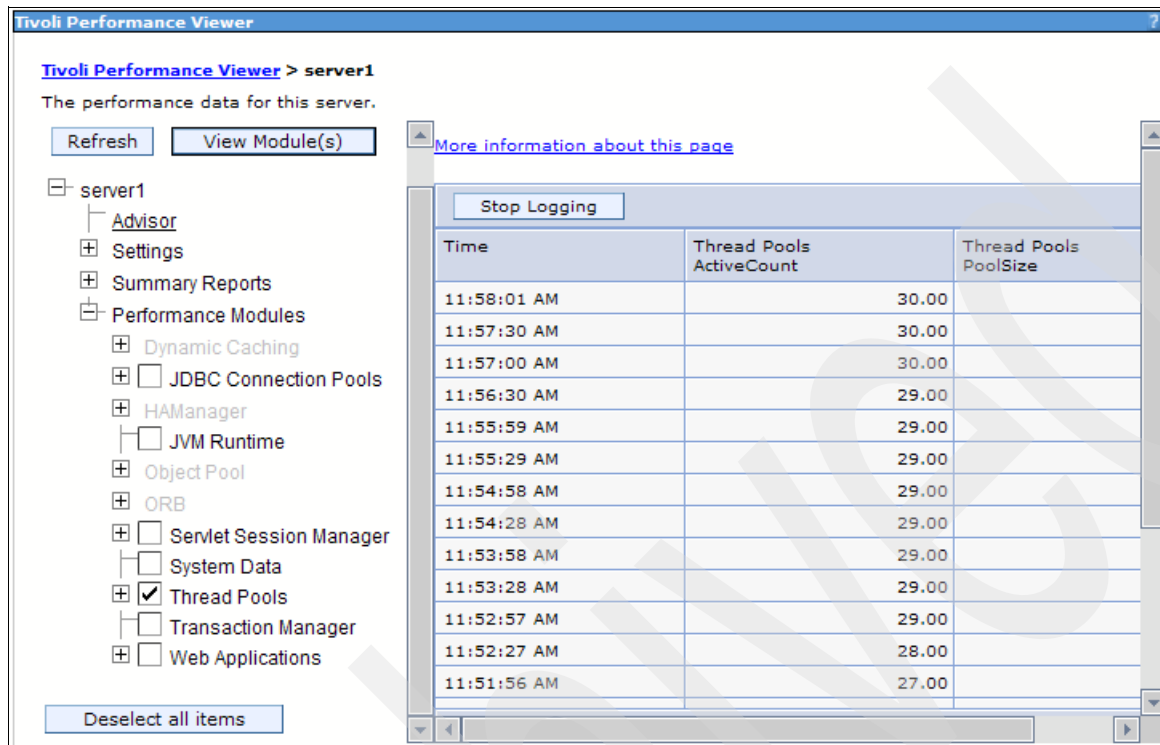 Tivoli Performance Viewer ?
Tivoli Performance Viewer > server1
The performance data for this server.
Refresh View Module(s)
server1
Advisor
Settings
Summary Reports
Performance Modules
Dynamic Caching
JDBC Connection Pools
HAManager
JVM Runtime
Object Pool
ORB
Servlet Session Manager
System Data
Thread Pools
Transaction Manager
Web Applications
Deselect all items
More information about this page
Stop Logging
Time Thread Pools ActiveCount Thread Pools PoolSize
11:58:01 AM 30.00
11:57:30 AM 30.00
11:57:00 AM 30.00
11:56:30 AM 29.00
11:55:59 AM 29.00
11:55:29 AM 29.00
11:54:58 AM 29.00
11:54:28 AM 29.00
11:53:58 AM 29.00
11:53:28 AM 29.00
11:52:57 AM 29.00
11:52:27 AM 28.00
11:51:56 AM 27.00